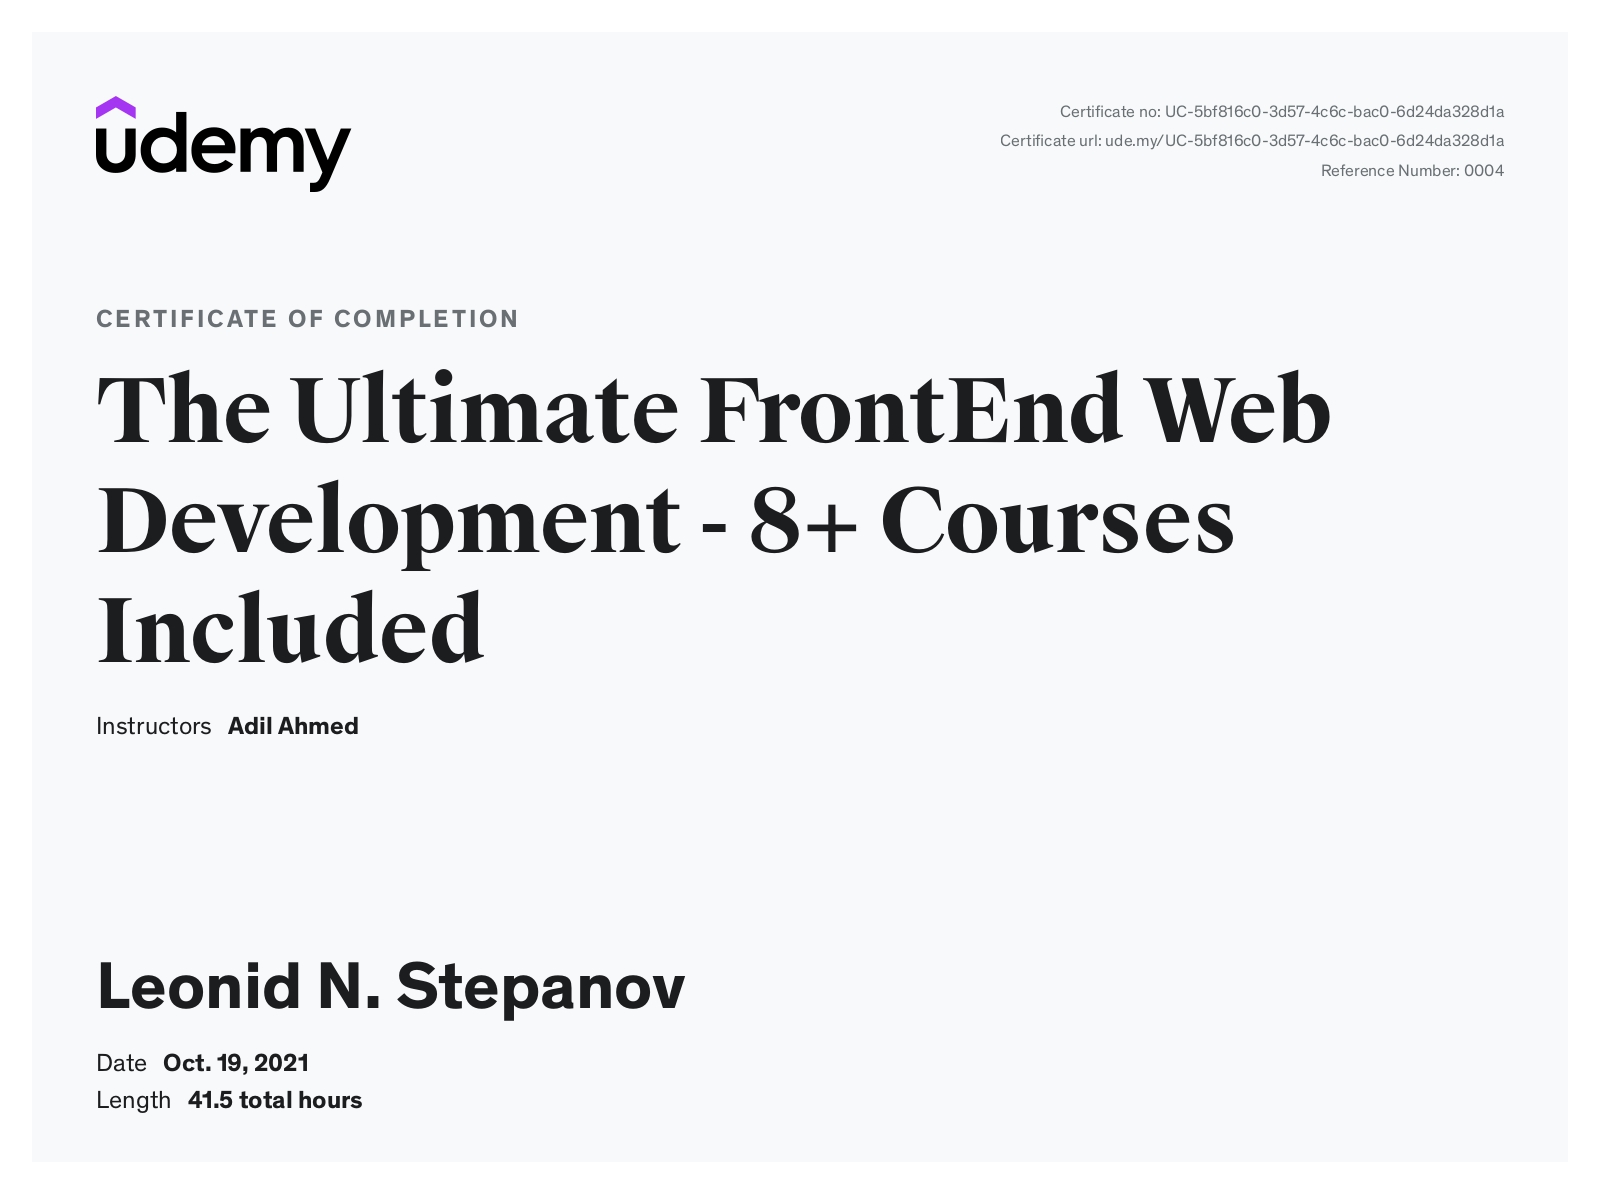 udemy
Certificate no: UC-5bf816c0-3d57-4c6c-bac0-6d24da328d1a
Certificate url: ude.my/UC-5bf816c0-3d57-4c6c-bac0-6d24da328d1a
Reference Number: 0004
CERTIFICATE OF COMPLETION
The Ultimate FrontEnd Web
Development - 8+ Courses
Included
Instructors Adil Ahmed
Leonid N. Stepanov
Date Oct. 19, 2021
Length 41.5 total hours